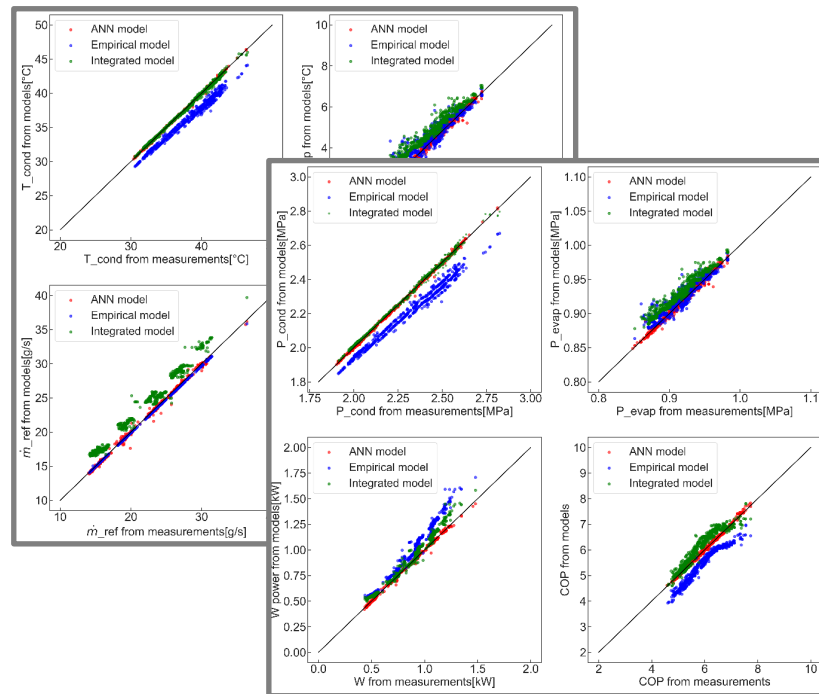 50
45
40
35
30
25
20
T_cond from models[°C]
ANN model
Empirical model
Integrated model
20 30 40
T_cond from measurements[°C]
10
8
6
4
from models[°C]
ANN model
Empirical model
Integrated model
40
35
30
25
20
15
10
ṁ_ref from models[g/s]
ANN model
Empirical model
Integrated model
10 20 30
ṁ_ref from measurements[g/s]
3.0
2.8
2.6
2.4
2.2
2.0
1.8
P_cond from models[MPa]
ANN model
Empirical model
Integrated model
1.75 2.00 2.25 2.50 2.75 3.00
P_cond from measurements[MPa]
1.10
1.05
1.00
0.95
0.90
0.85
0.80
P_evap from models[MPa]
ANN model
Empirical model
Integrated model
0.8 0.9 1.0
P_evap from measurements[MPa]
2.00
1.75
1.50
1.25
1.00
0.75
0.50
0.25
0.00
W power from models[kW]
ANN model
Empirical model
Integrated model
0.0 0.5 1.0 1.5 2.0
W from measurements[kW]
10
9
8
7
6
5
4
3
2
COP from models
ANN model
Empirical model
Integrated model
2 4 6 8 10
COP from measurements